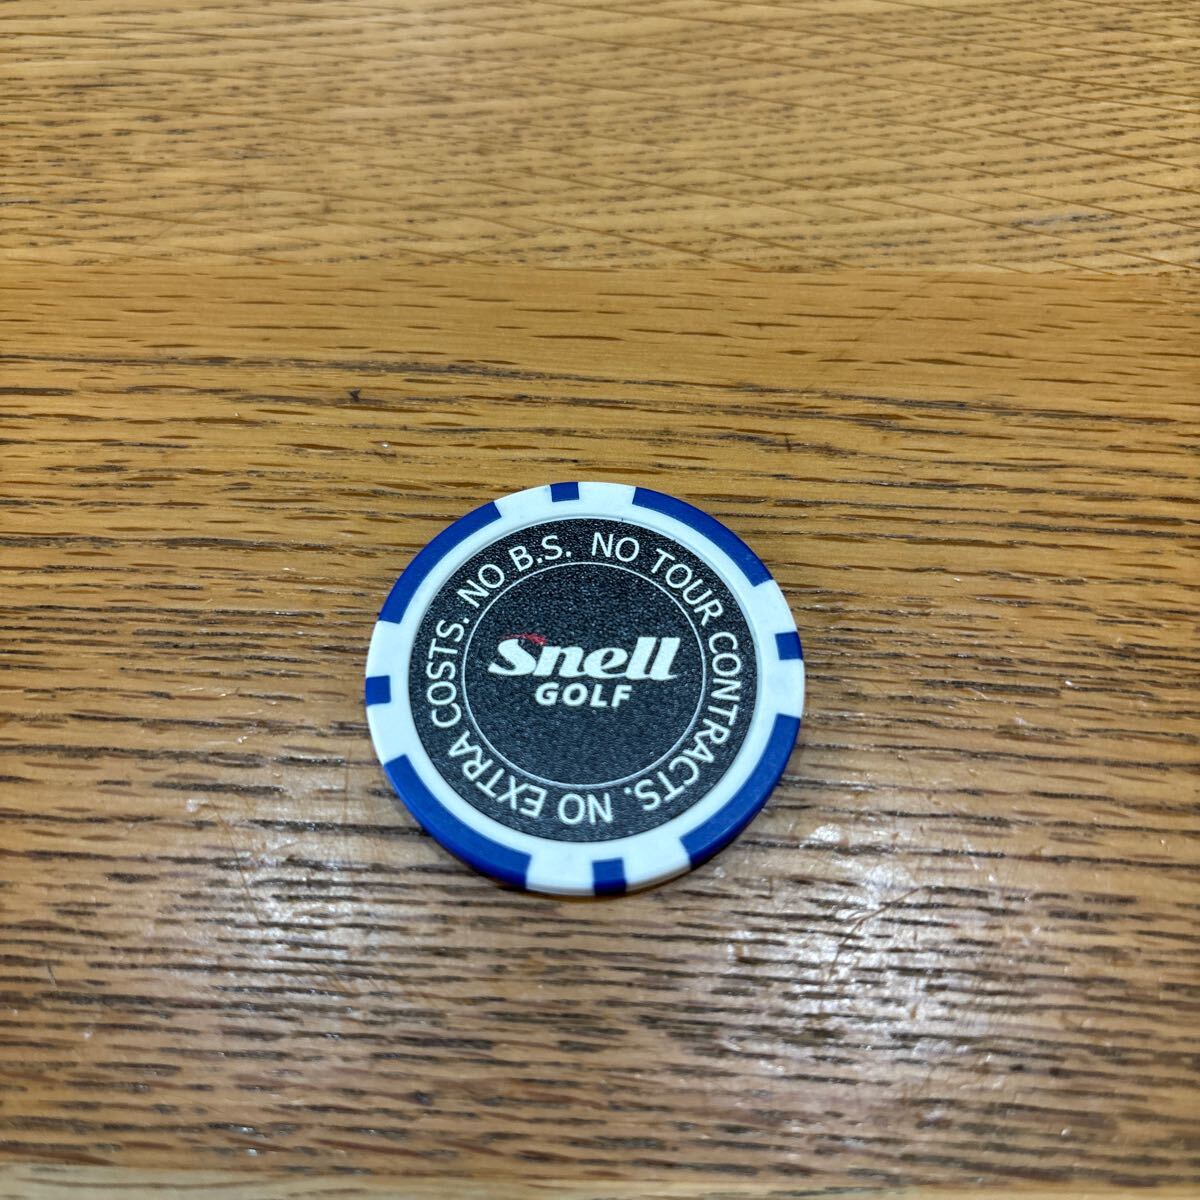 NO B.S. NO TOUR CONTRACTS. NO EXTRA COSTS.
Snell
GOLF